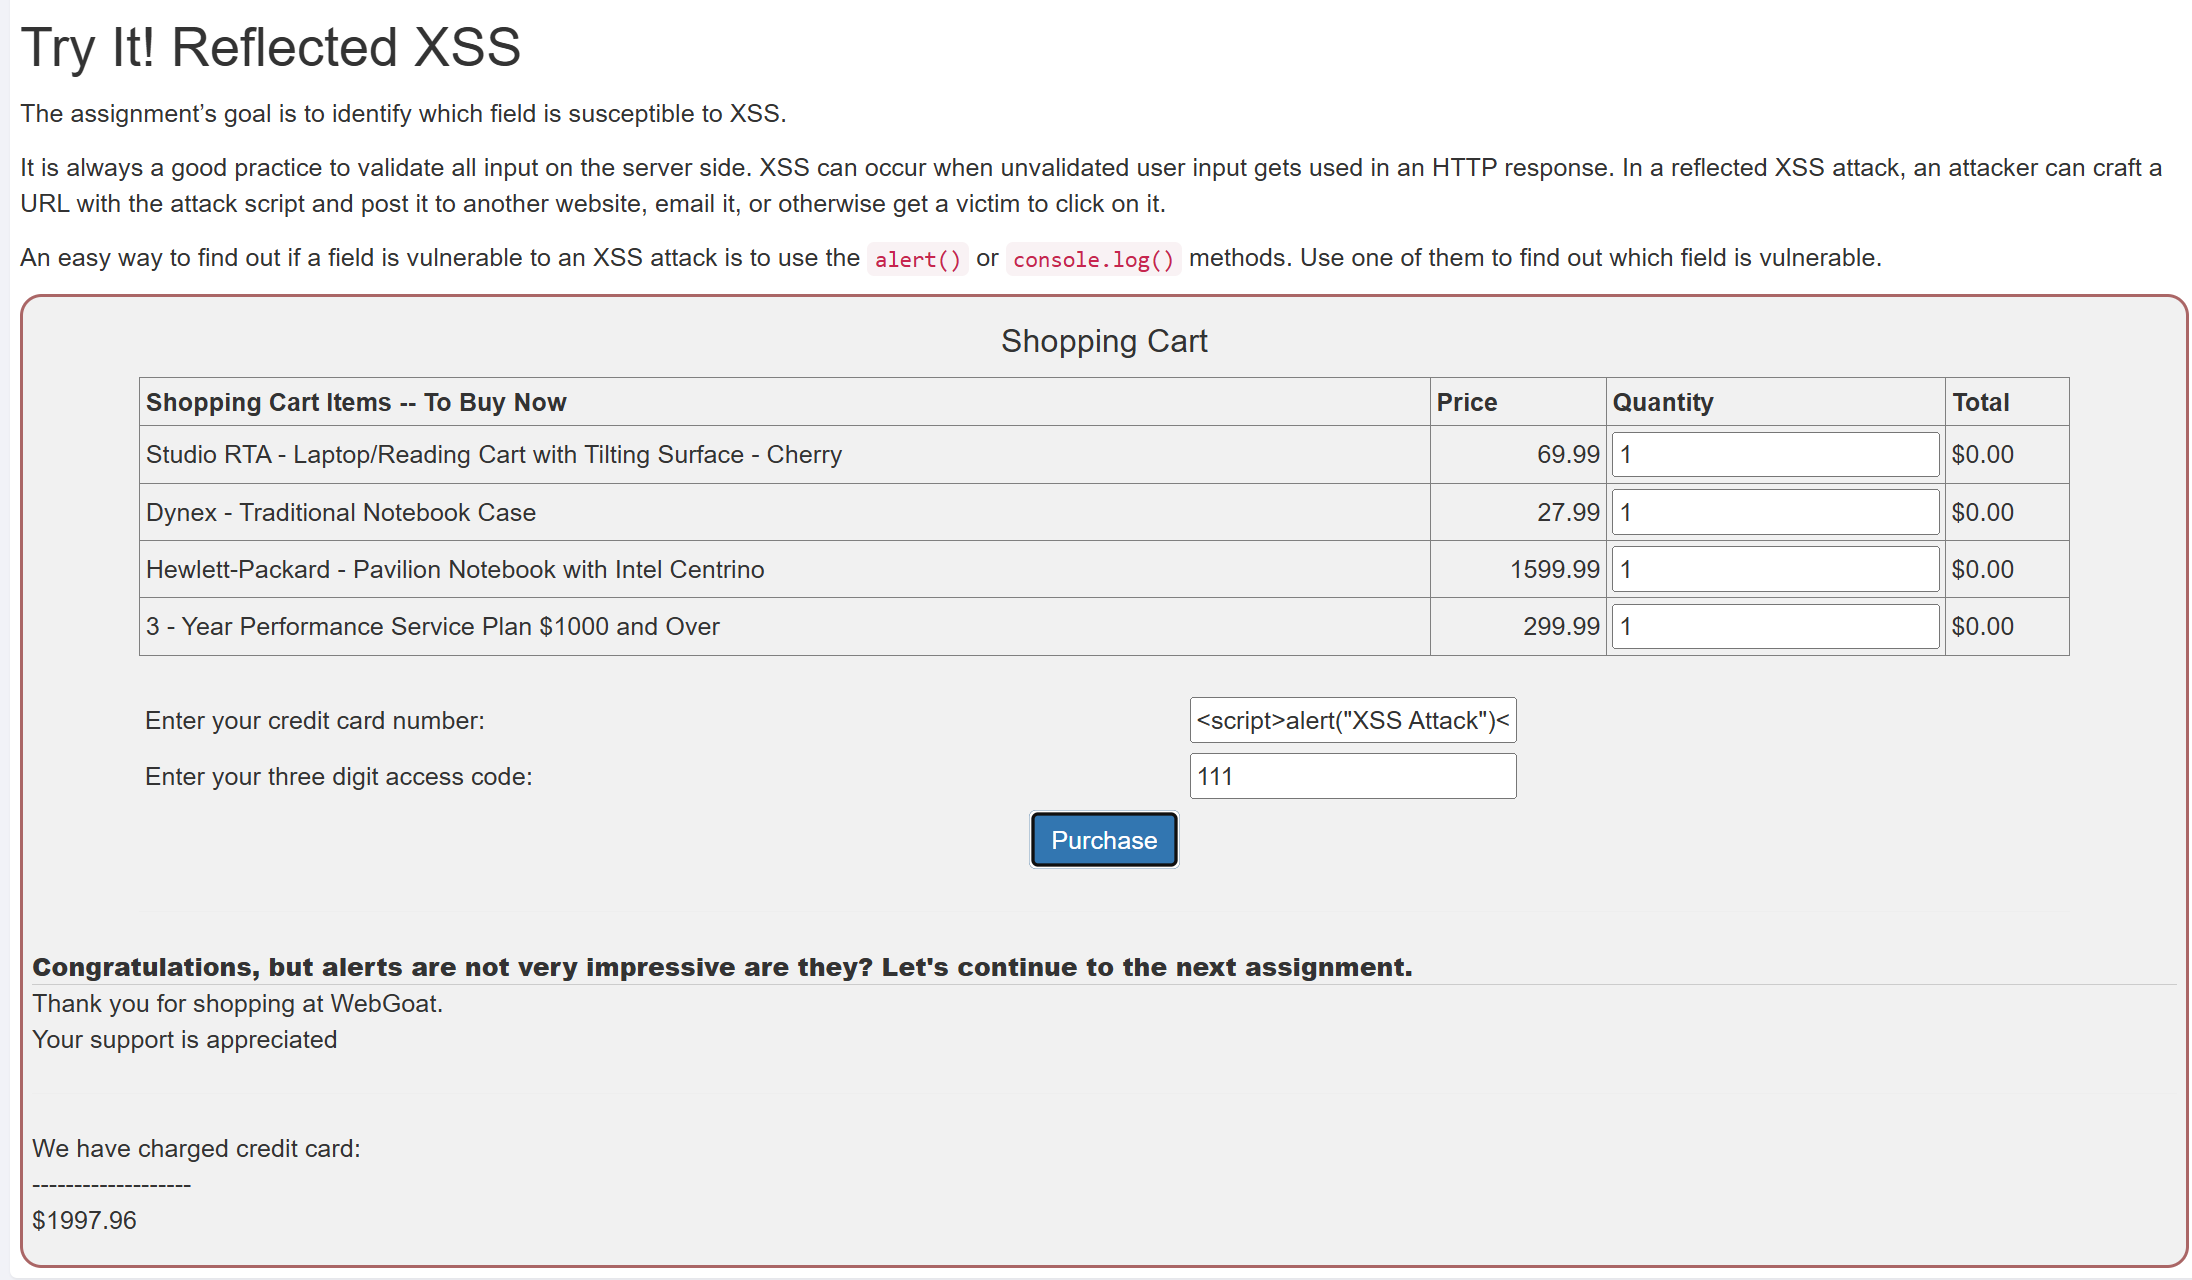 Try It! Reflected XSS
The assignment’s goal is to identify which field is susceptible to XSS.
It is always a good practice to validate all input on the server side. XSS can occur when unvalidated user input gets used in an HTTP response. In a reflected XSS attack, an attacker can craft a
URL with the attack script and post it to another website, email it, or otherwise get a victim to click on it.
An easy way to find out if a field is vulnerable to an XSS attack is to use the alert() or console.log() methods. Use one of them to find out which field is vulnerable.
Shopping Cart
Shopping Cart Items -- To Buy Now Price Quantity Total
Studio RTA - Laptop/Reading Cart with Tilting Surface - Cherry 69.99 1 $0.00
Dynex - Traditional Notebook Case 27.99 1 $0.00
Hewlett-Packard - Pavilion Notebook with Intel Centrino 1599.99 1 $0.00
3 - Year Performance Service Plan $1000 and Over 299.99 1 $0.00
Enter your credit card number: <script>alert("XSS Attack")<
Enter your three digit access code: 111
Purchase
Congratulations, but alerts are not very impressive are they? Let's continue to the next assignment.
Thank you for shopping at WebGoat.
Your support is appreciated
We have charged credit card:
-------------------
$1997.96